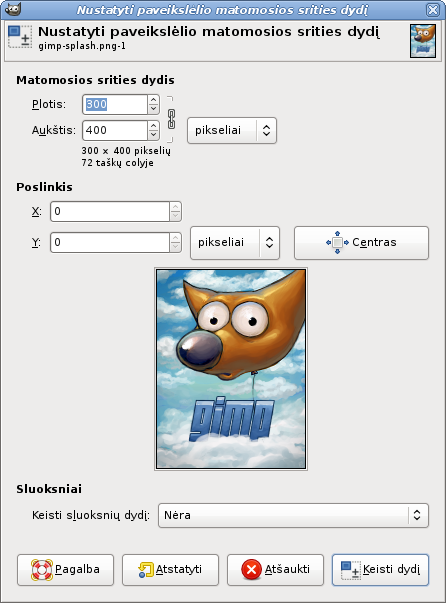 Nustatyti paveikslėlio matomosios srities dydį
Nustatyti paveikslėlio matomosios srities dydį
gimp-splash.png-1
Matomosios srities dydis
Plotis: 300
Aukštis: 400 pikseliai
300 × 400 pikselių
72 taškų colyje
Poslinkis
X: 0
Y: 0 pikseliai Centras
gimp
Sluoksniai
Keisti sluoksnių dydį: Nėra
Pagalba Atstatyti Atšaukti Keisti dydį